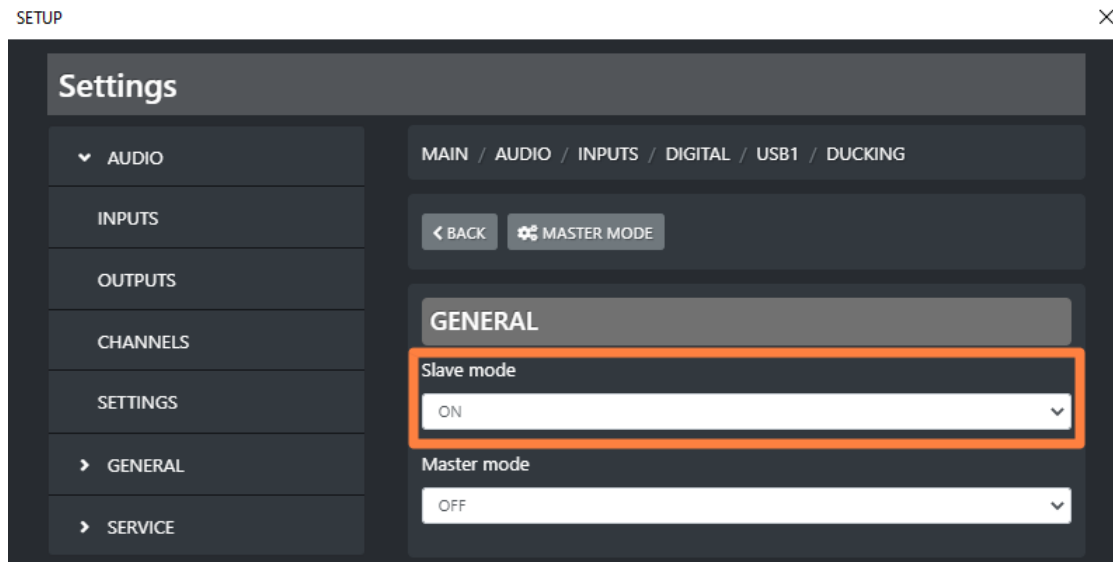 SETUP
Settings
AUDIO
INPUTS
OUTPUTS
CHANNELS
SETTINGS
GENERAL
SERVICE
MAIN / AUDIO / INPUTS / DIGITAL / USB1 / DUCKING
BACK MASTER MODE
GENERAL
Slave mode
ON
Master mode
OFF